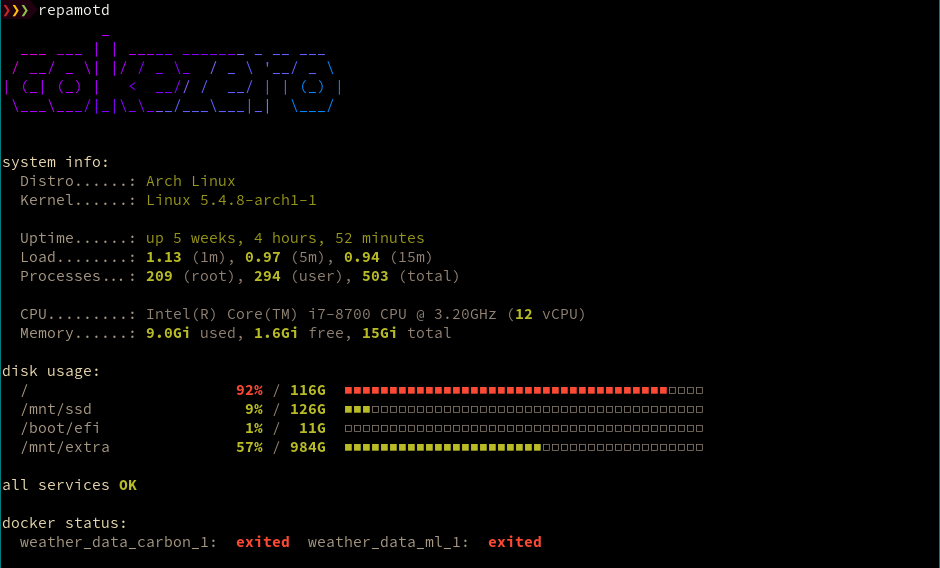 ❯❯❯ repamotd
cokezero
system info:
Distro......: Arch Linux
Kernel......: Linux 5.4.8-arch1-1
Uptime......: up 5 weeks, 4 hours, 52 minutes
Load........: 1.13 (1m), 0.97 (5m), 0.94 (15m)
Processes...: 209 (root), 294 (user), 503 (total)
CPU.........: Intel(R) Core(TM) i7-8700 CPU @ 3.20GHz (12 vCPU)
Memory......: 9.0Gi used, 1.6Gi free, 15Gi total
disk usage:
/ 92% / 116G
/mnt/ssd 9% / 126G
/boot/efi 1% / 11G
/mnt/extra 57% / 984G
all services OK
docker status:
weather_data_carbon_1: exited weather_data_ml_1: exited